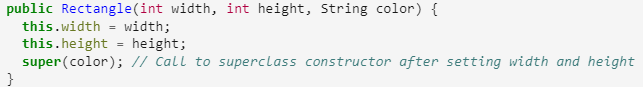 public Rectangle(int width, int height, String color) {
  this.width = width;
  this.height = height;
  super(color); // Call to superclass constructor after setting width and height
}